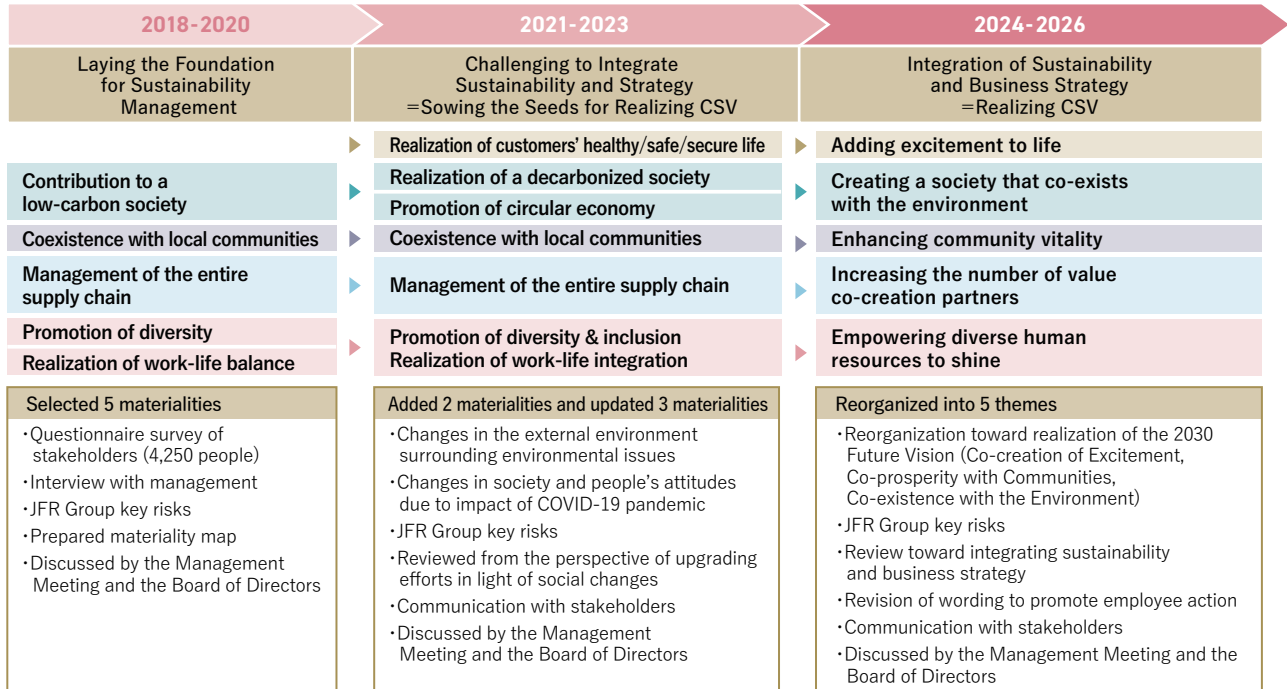 2018-2020
2021-2023
2024-2026
Laying the Foundation
for Sustainability
Management
Challenging to Integrate
Sustainability and Strategy
=Sowing the Seeds for Realizing CSV
Integration of Sustainability
and Business Strategy
=Realizing CSV
Realization of customers' healthy/safe/secure life
Adding excitement to life
Contribution to a
low-carbon society
Realization of a decarbonized society
Promotion of circular economy
Creating a society that co-exists
with the environment
Coexistence with local communities
Coexistence with local communities
Enhancing community vitality
Management of the entire
supply chain
Management of the entire supply chain
Increasing the number of value
co-creation partners
Promotion of diversity
Realization of work-life balance
Promotion of diversity & inclusion
Realization of work-life integration
Empowering diverse human
resources to shine
Selected 5 materialities
・Questionnaire survey of
stakeholders (4,250 people)
・Interview with management
・JFR Group key risks
・Prepared materiality map
・Discussed by the Management
Meeting and the Board of Directors
Added 2 materialities and updated 3 materialities
・Changes in the external environment
surrounding environmental issues
・Changes in society and people's attitudes
due to impact of COVID-19 pandemic
・JFR Group key risks
・Reviewed from the perspective of upgrading
efforts in light of social changes
・Communication with stakeholders
・Discussed by the Management
Meeting and the Board of Directors
Reorganized into 5 themes
・Reorganization toward realization of the 2030
Future Vision (Co-creation of Excitement,
Co-prosperity with Communities,
Co-existence with the Environment)
・JFR Group key risks
・Review toward integrating sustainability
and business strategy
・Revision of wording to promote employee action
・Communication with stakeholders
・Discussed by the Management Meeting and the
Board of Directors